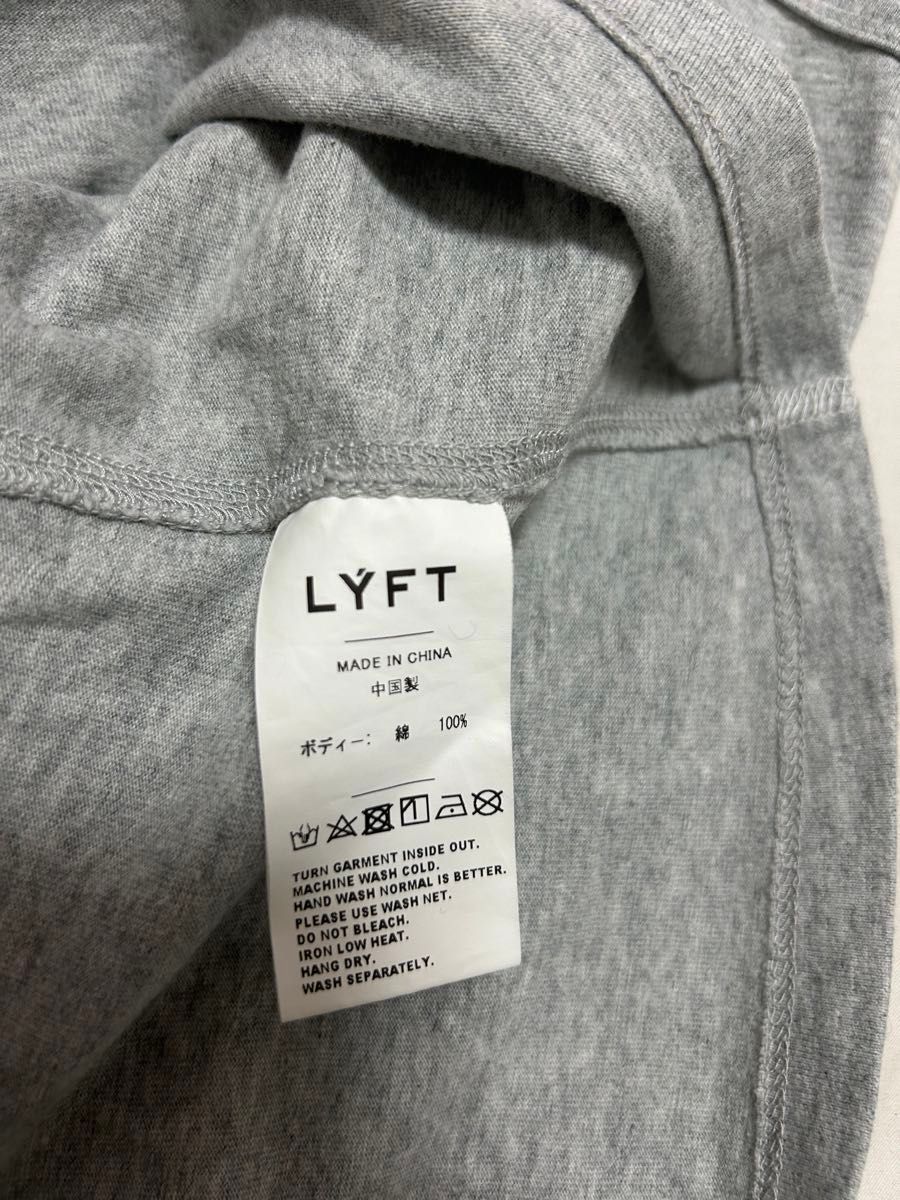 LÝFT
MADE IN CHINA
中国製
ボディー: 綿 100%
TURN GARMENT INSIDE OUT.
MACHINE WASH COLD.
HAND WASH NORMAL IS BETTER.
PLEASE USE WASH NET.
DO NOT BLEACH.
IRON LOW HEAT.
HANG DRY.
WASH SEPARATELY.